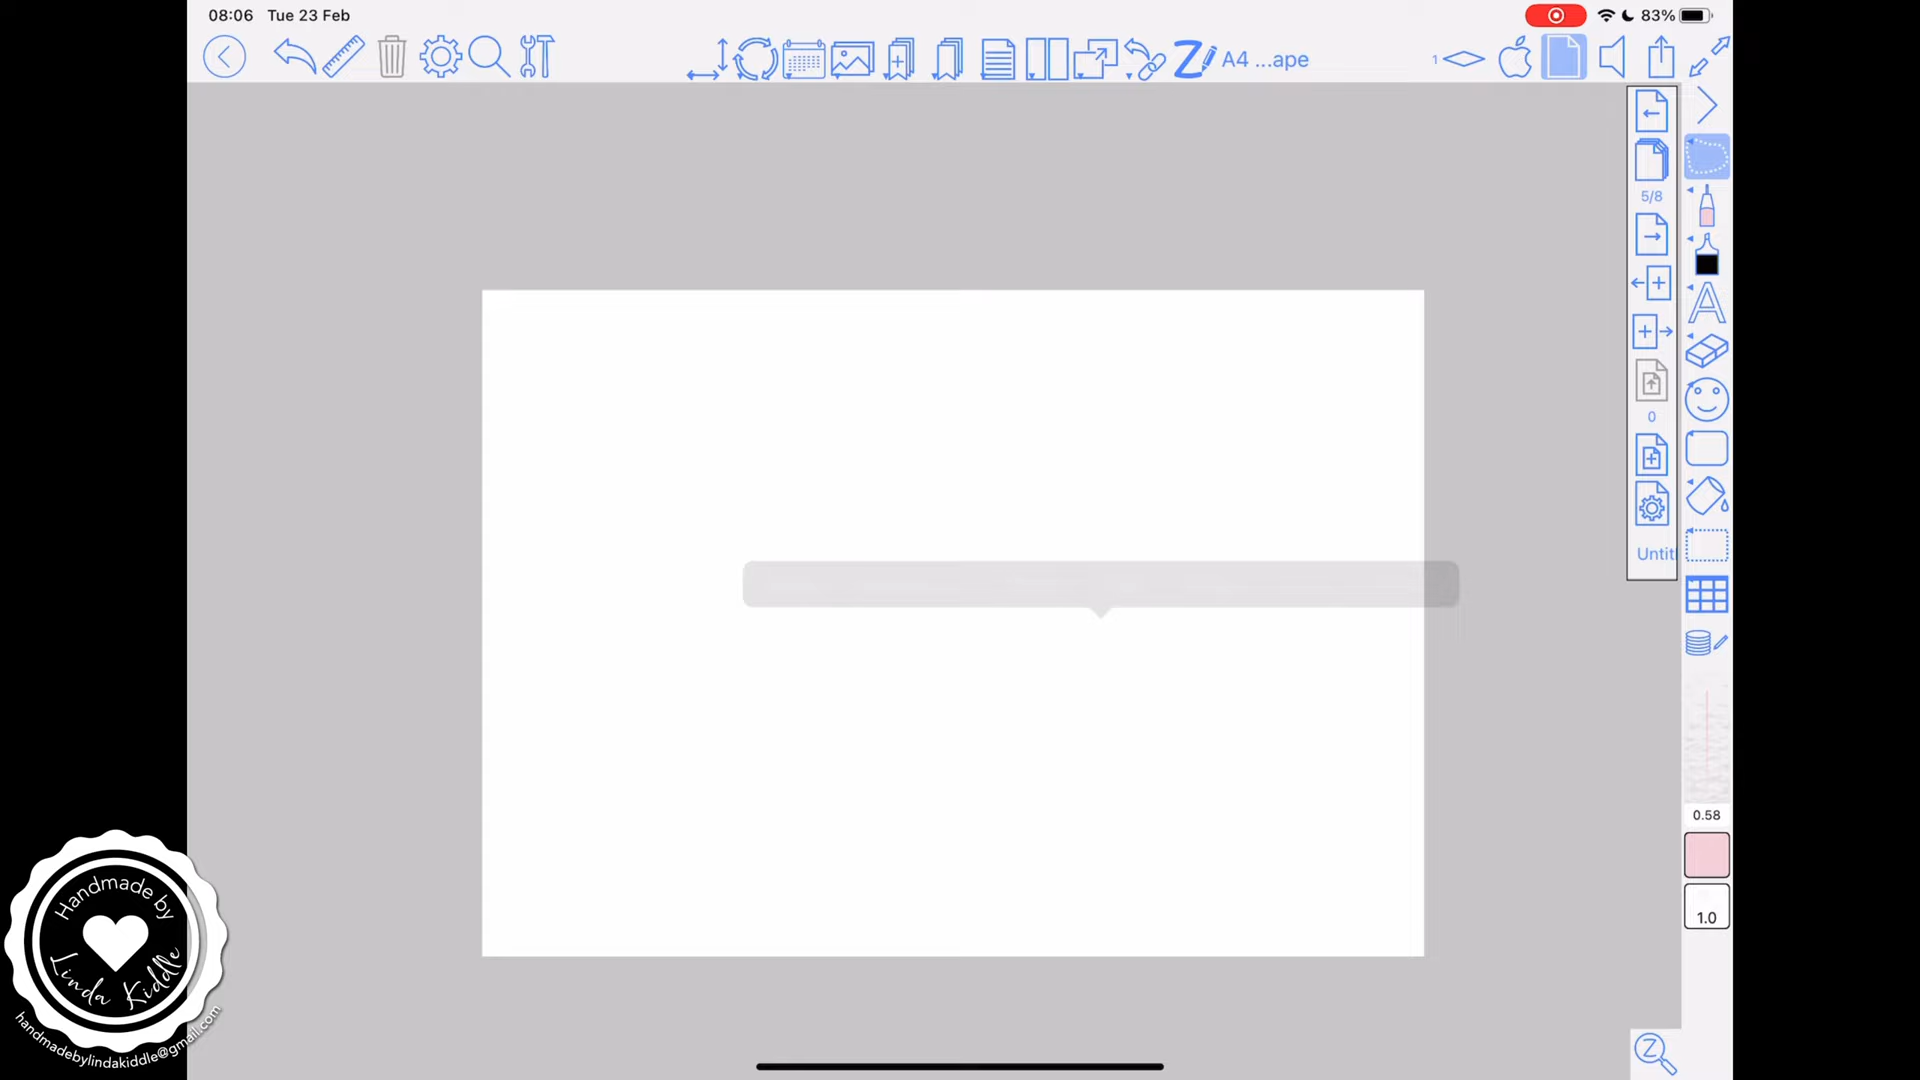 08:06 Tue 23 Feb
83%
A4 ...ape
1
5/8
0
Untit
0.58
1.0
Z
Handmade by
Linda Kiddle
handmadebylindakiddle@gmail.com